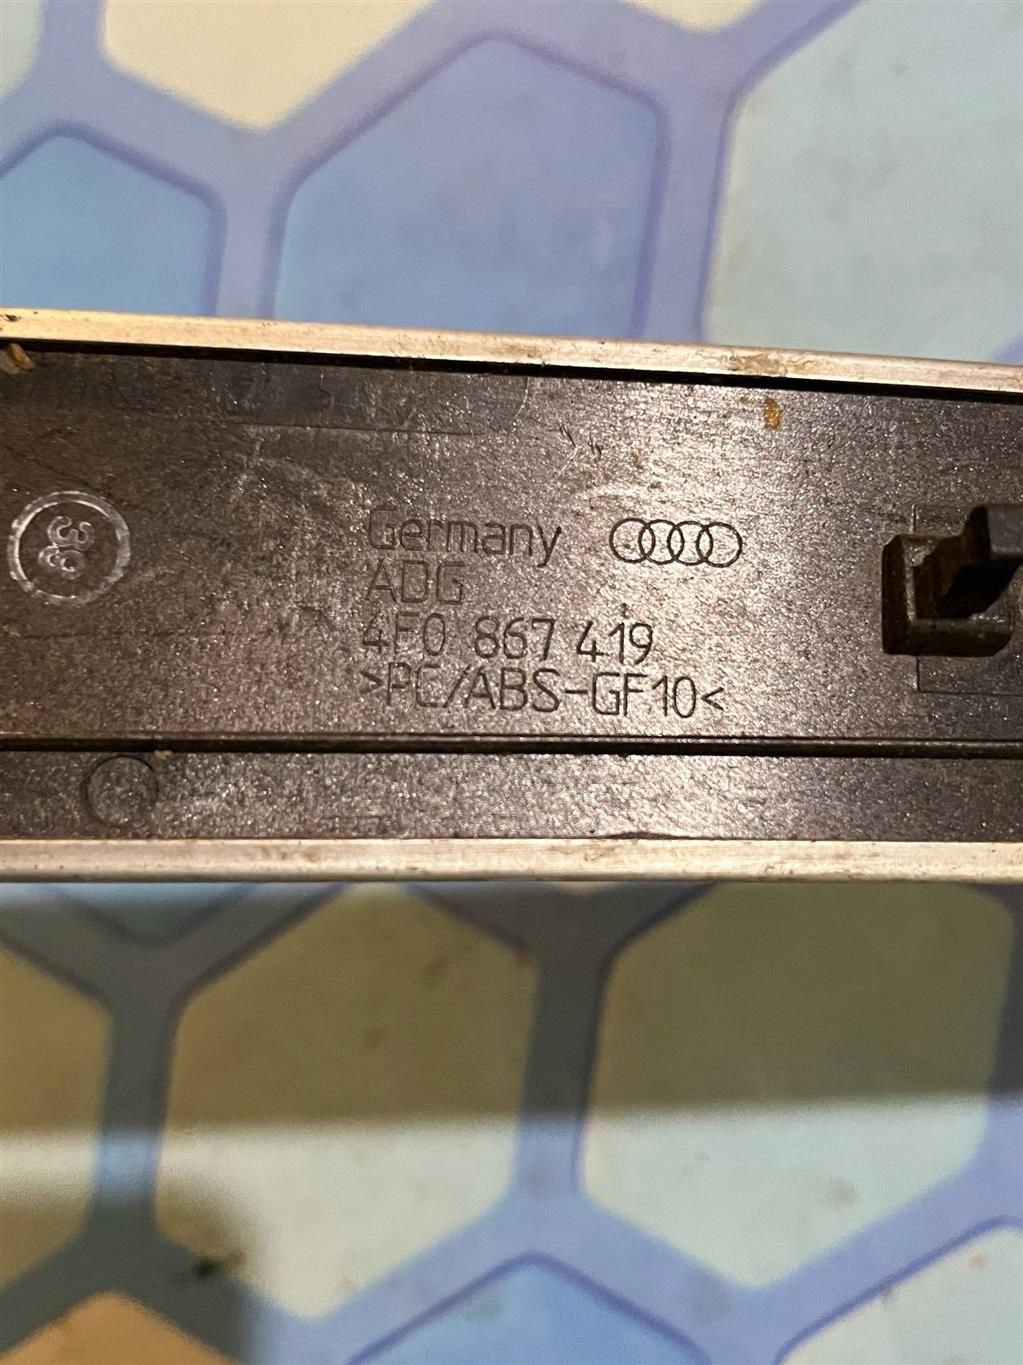 Germany
ADG
4F0 867 419
>PC/ABS-GF10<